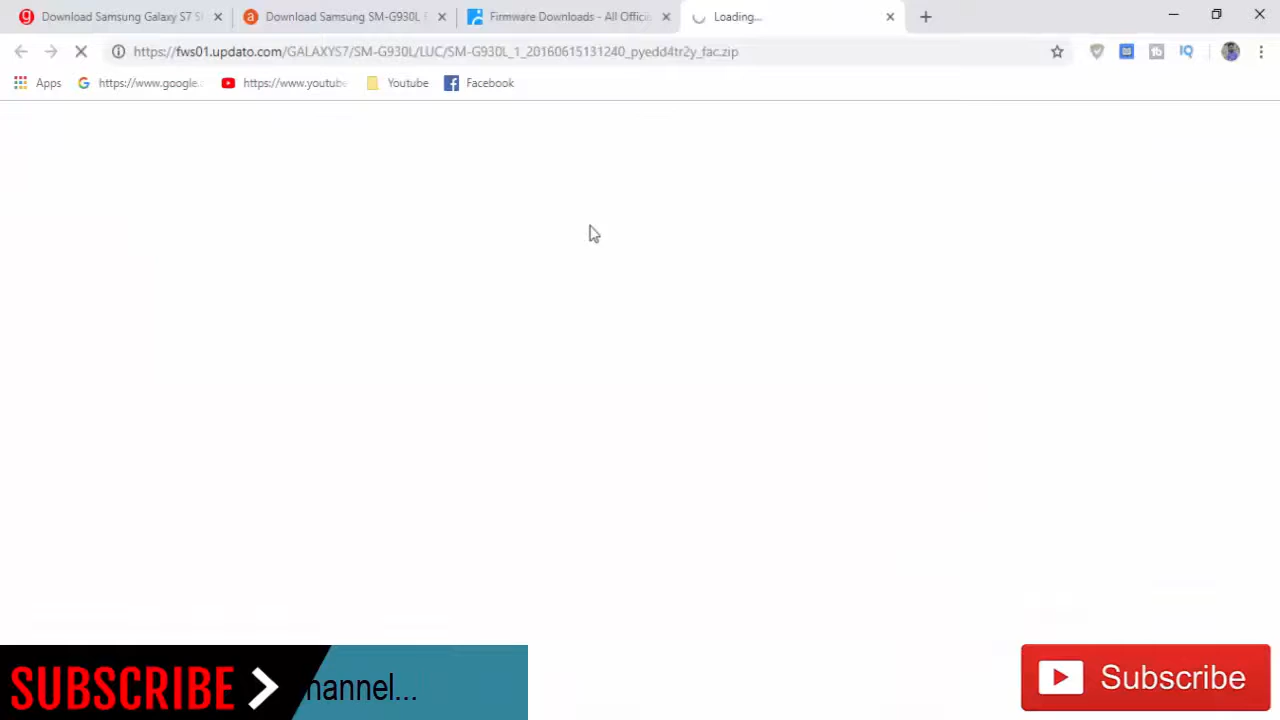 g Download Samsung Galaxy S7 S
a Download Samsung SM-G930L
Firmware Downloads - All Offici
Loading...
https://fws01.updato.com/GALAXYS7/SM-G930L/LUC/SM-G930L_1_20160615131240_pyedd4tr2y_fac.zip
Apps
https://www.google.
https://www.youtube
Youtube
Facebook
SUBSCRIBE
hannel...
Subscribe